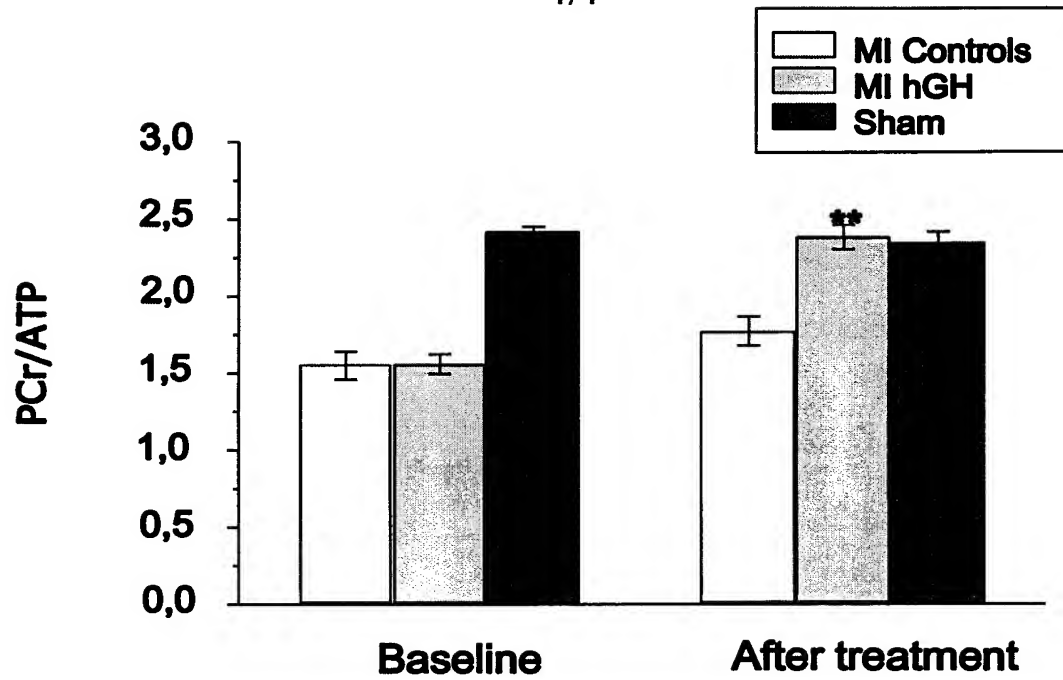 MI Controls
MI hGH
Sham
3,0
2,5
2,0
1,5
1,0
0,5
0,0
PCr/ATP
**
Baseline
After treatment